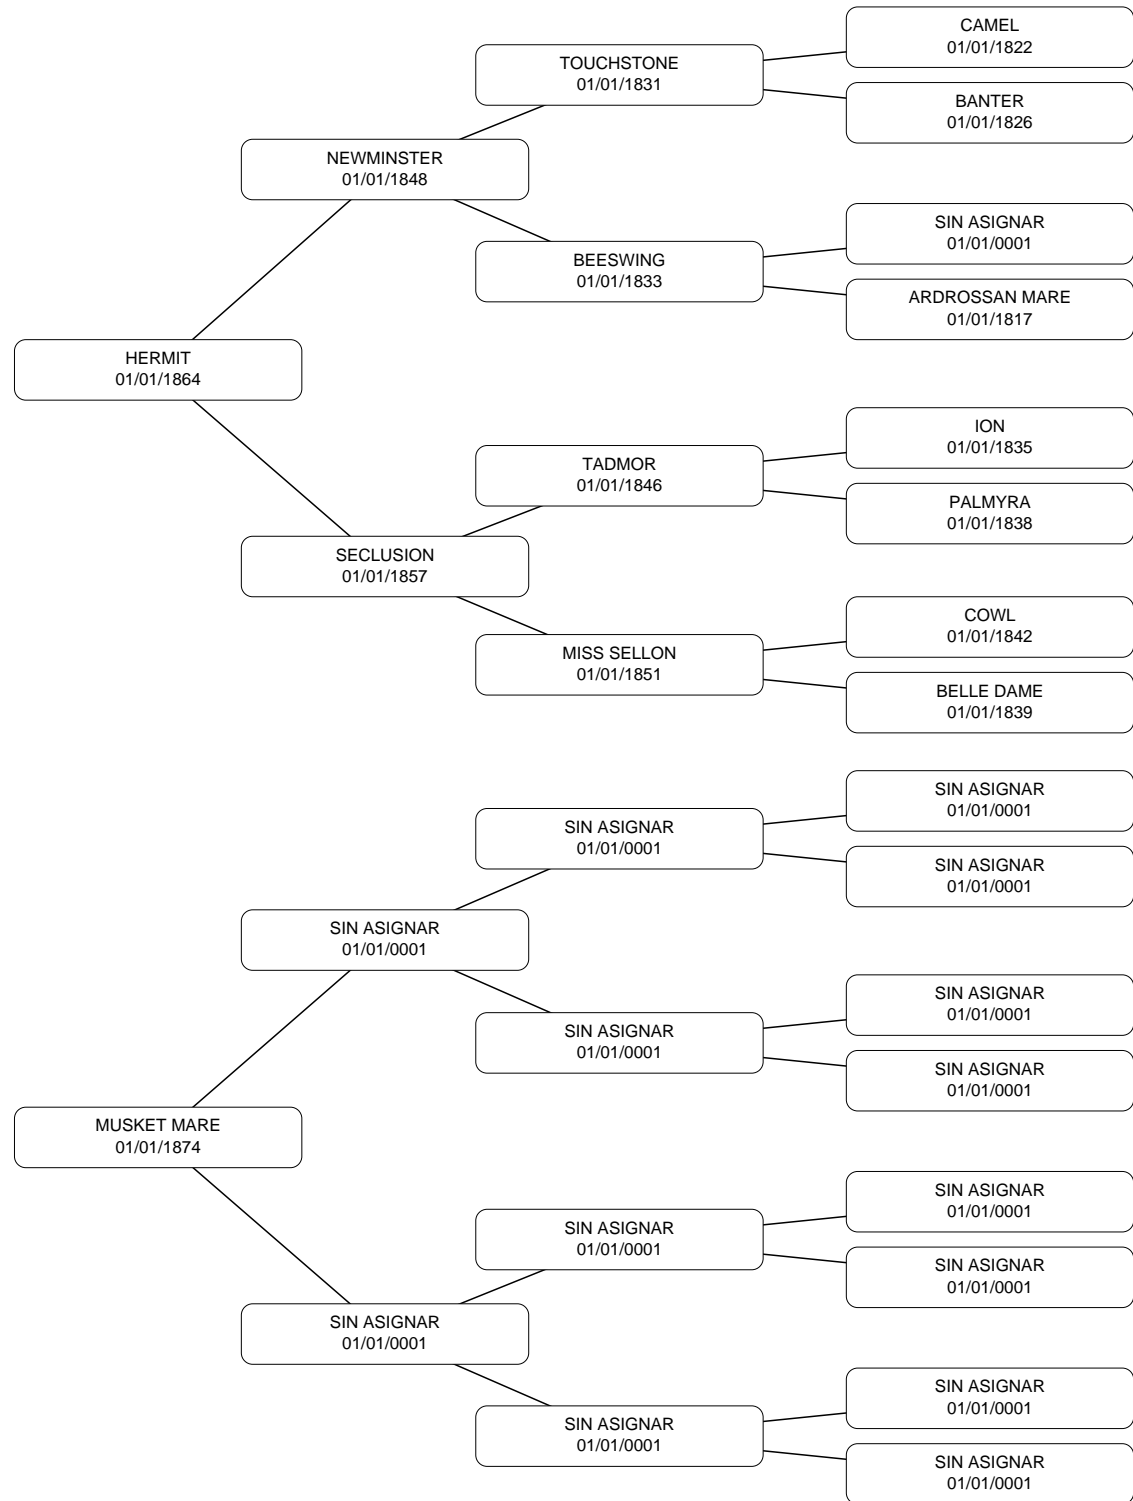 CAMEL
01/01/1822
TOUCHSTONE
01/01/1831
BANTER
01/01/1826
NEWMINSTER
01/01/1848
SIN ASIGNAR
01/01/0001
BEESWING
01/01/1833
ARDROSSAN MARE
01/01/1817
HERMIT
01/01/1864
ION
01/01/1835
TADMOR
01/01/1846
PALMYRA
01/01/1838
SECLUSION
01/01/1857
COWL
01/01/1842
MISS SELLON
01/01/1851
BELLE DAME
01/01/1839
SIN ASIGNAR
01/01/0001
SIN ASIGNAR
01/01/0001
SIN ASIGNAR
01/01/0001
SIN ASIGNAR
01/01/0001
SIN ASIGNAR
01/01/0001
SIN ASIGNAR
01/01/0001
SIN ASIGNAR
01/01/0001
MUSKET MARE
01/01/1874
SIN ASIGNAR
01/01/0001
SIN ASIGNAR
01/01/0001
SIN ASIGNAR
01/01/0001
SIN ASIGNAR
01/01/0001
SIN ASIGNAR
01/01/0001
SIN ASIGNAR
01/01/0001
SIN ASIGNAR
01/01/0001